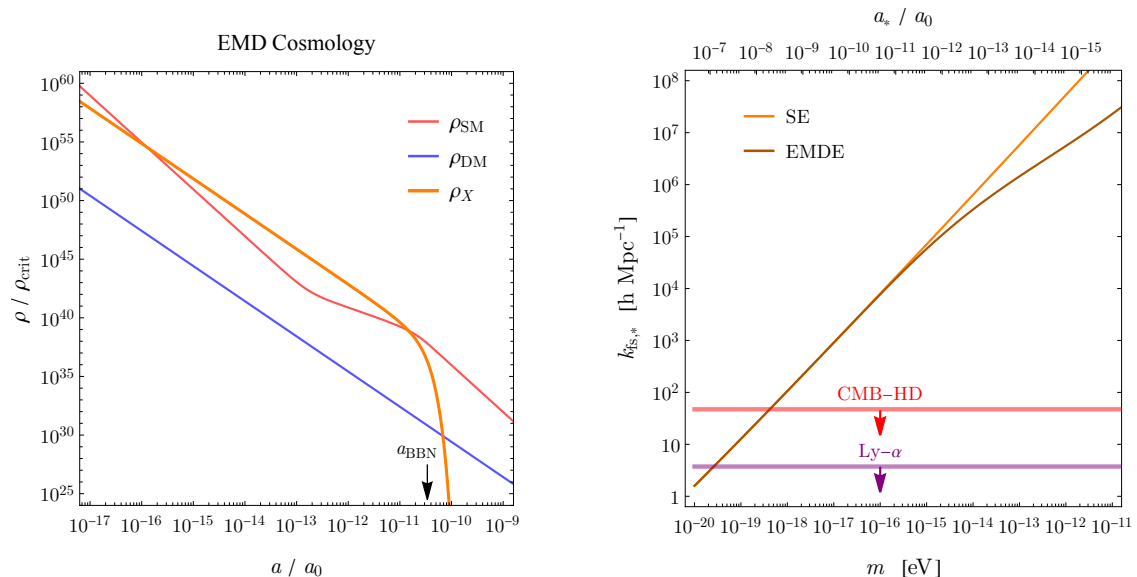 EMD Cosmology
ρ_SM
ρ_DM
ρ_X
a_BBN
10^60
10^55
10^50
10^45
10^40
10^35
10^30
10^25
ρ / ρ_crit
10^-17 10^-16 10^-15 10^-14 10^-13 10^-12 10^-11 10^-10 10^-9
a / a_0
a_* / a_0
10^-7 10^-8 10^-9 10^-10 10^-11 10^-12 10^-13 10^-14 10^-15
SE
EMDE
CMB-HD
Ly-α
10^8
10^7
10^6
10^5
10^4
10^3
10^2
10
1
k_fs,* [h Mpc^-1]
10^-20 10^-19 10^-18 10^-17 10^-16 10^-15 10^-14 10^-13 10^-12 10^-11
m [eV]